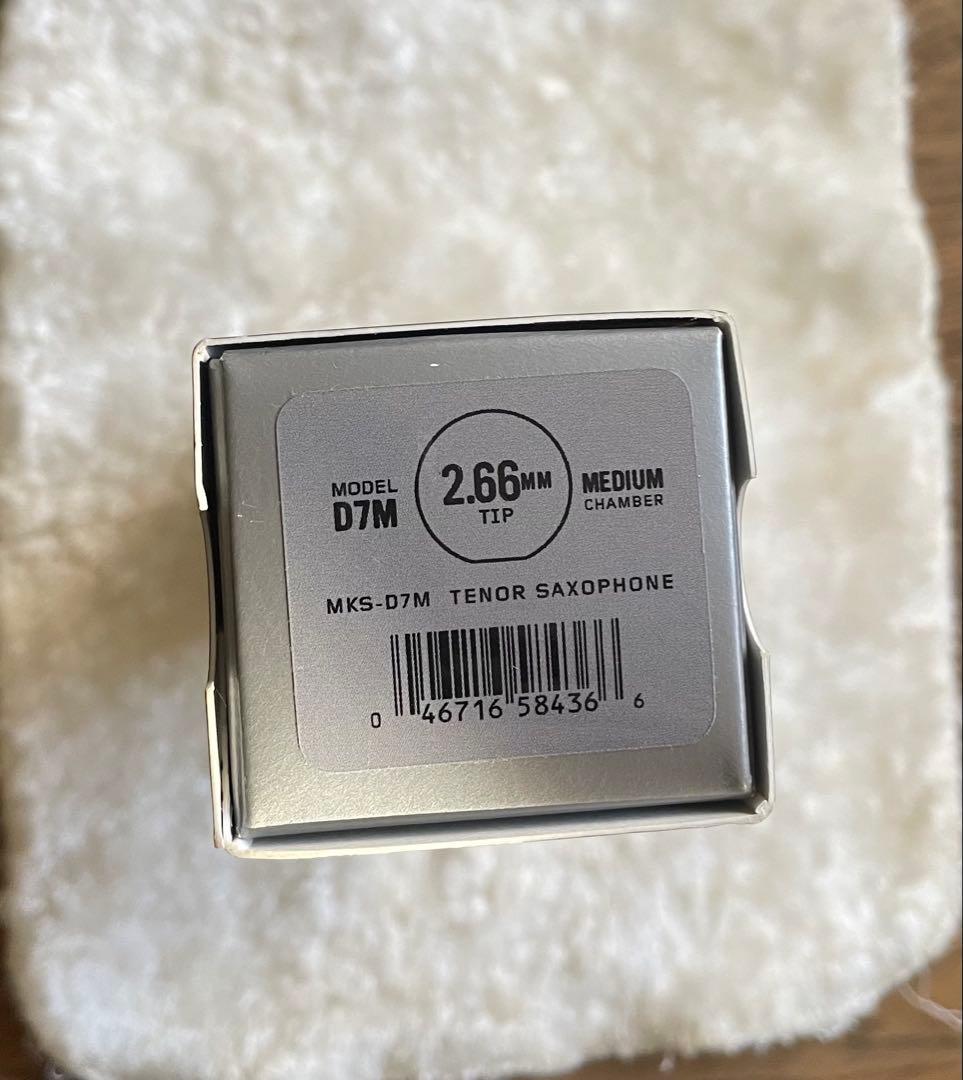 MODEL
D7M
2.66MM
TIP
MEDIUM
CHAMBER
MKS-D7M TENOR SAXOPHONE
0 46716 58436 6